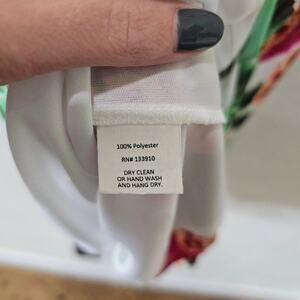 100% Polyester
RN# 133910
DRY CLEAN
OR HAND WASH
AND HANG DRY.